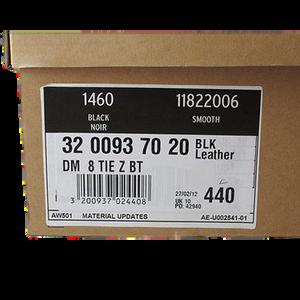 1460 11822006
BLACK SMOOTH
NOIR
32 0093 70 20 BLK
Leather
DM 8 TIE Z BT
27/02/12
UK 10
PO: 42940
440
3 200937 024408
AW501 MATERIAL UPDATES AE-U002541-01